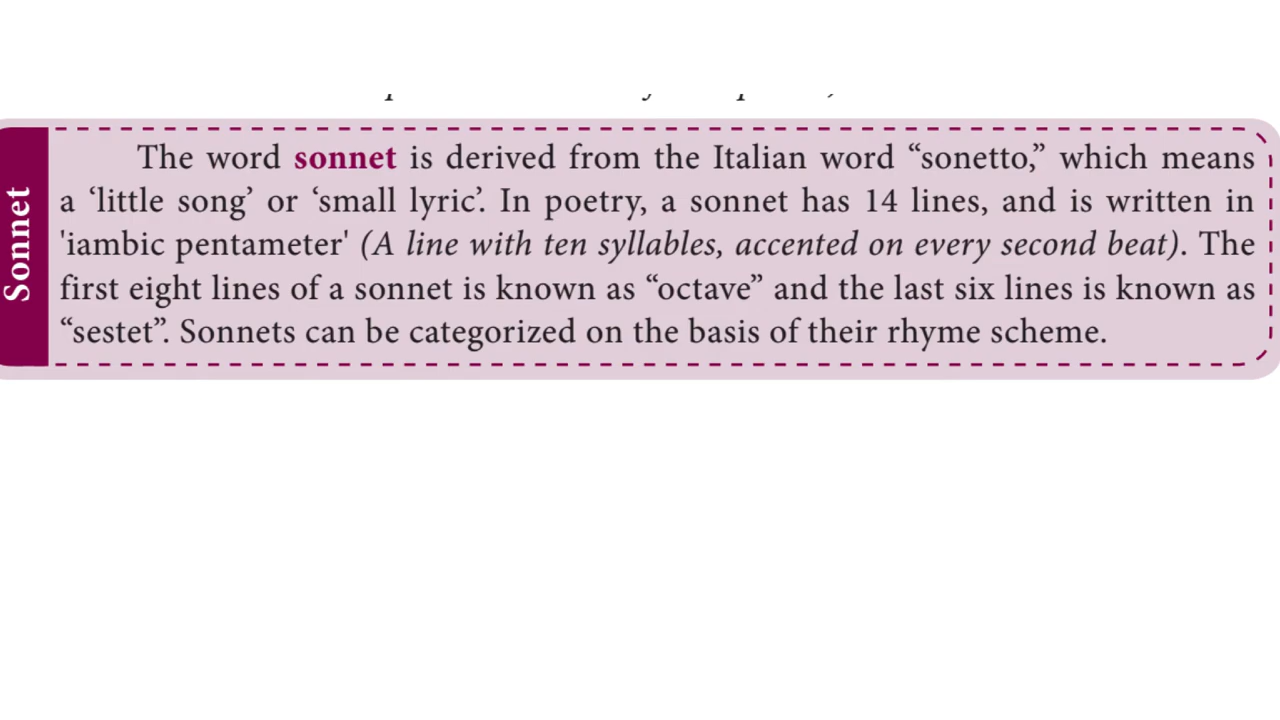 Sonnet
The word sonnet is derived from the Italian word “sonetto,” which means
a ‘little song’ or ‘small lyric’. In poetry, a sonnet has 14 lines, and is written in
'iambic pentameter' (A line with ten syllables, accented on every second beat). The
first eight lines of a sonnet is known as “octave” and the last six lines is known as
“sestet”. Sonnets can be categorized on the basis of their rhyme scheme.